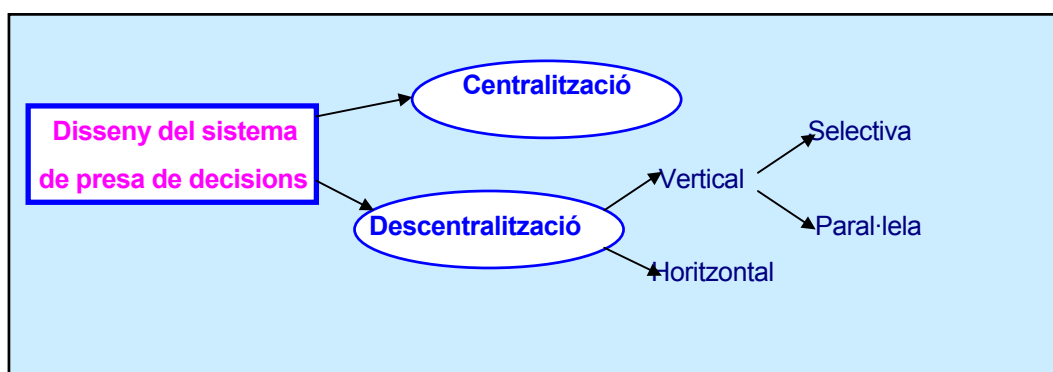 Centralització
Disseny del sistema
de presa de decisions
Selectiva
Vertical
Descentralització
Paral·lela
Horitzontal